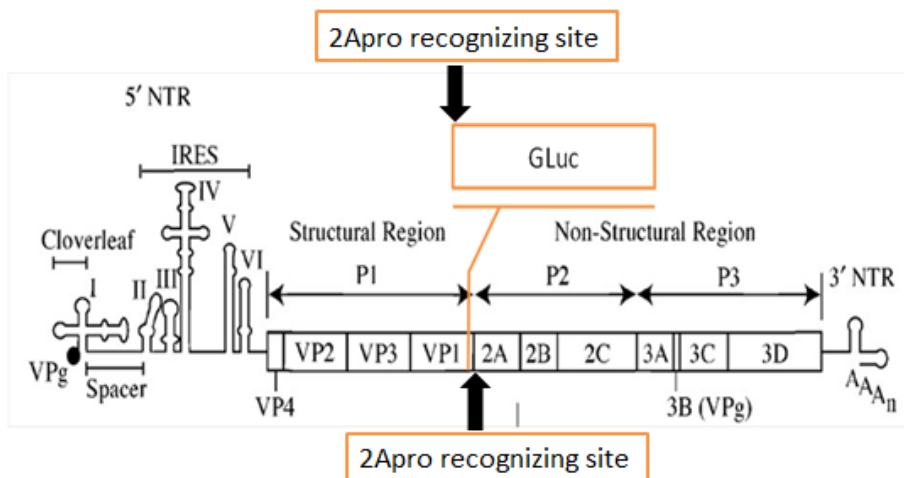 2Apro recognizing site
5′ NTR
GLuc
IRES
IV
V
VI
Cloverleaf
I
II
III
Structural Region
Non-Structural Region
P1
P2
P3
3′ NTR
VPg
Spacer
VP4
VP2
VP3
VP1
2A
2B
2C
3A
3C
3D
3B (VPg)
AAAn
2Apro recognizing site